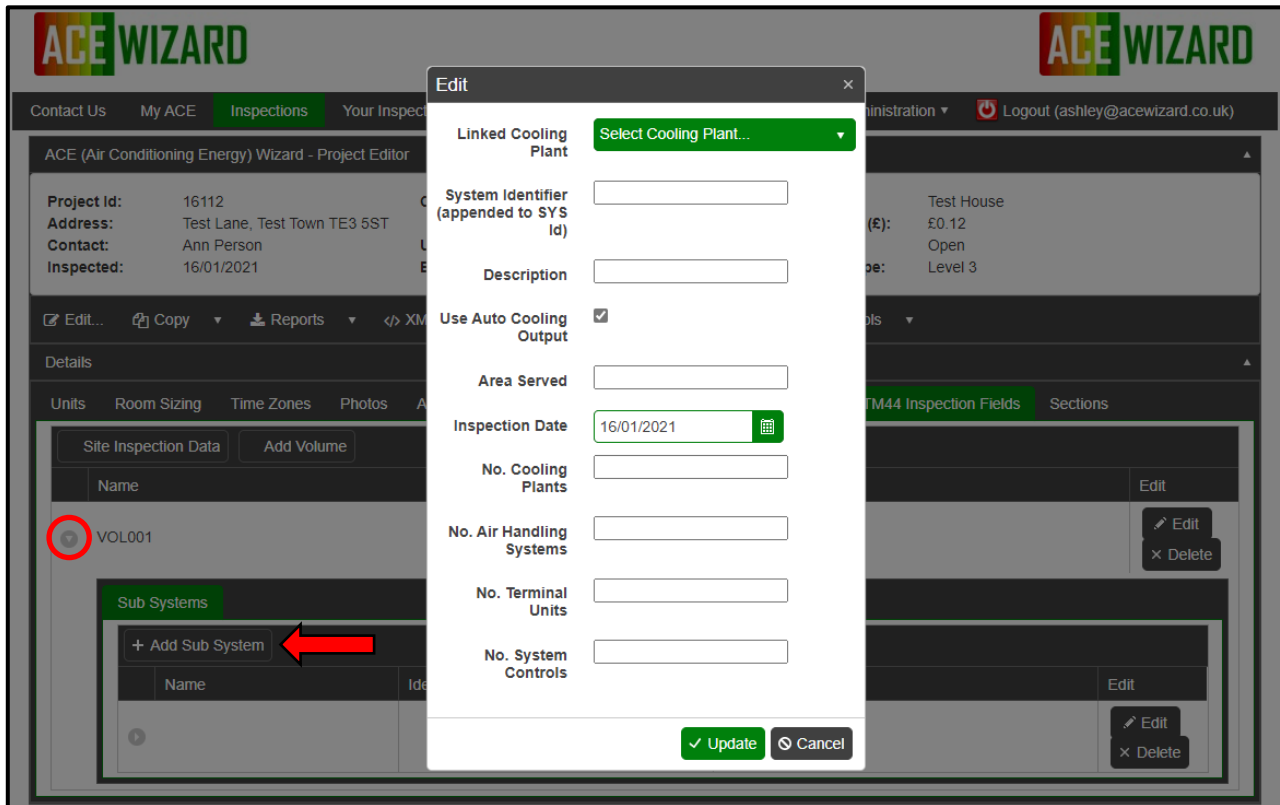 ACE WIZARD
ACE WIZARD
Contact Us My ACE Inspections Your Inspect
Logout (ashley@acewizard.co.uk)
ACE (Air Conditioning Energy) Wizard - Project Editor
Project Id: 16112
Test House
Address: Test Lane, Test Town TE3 5ST
(£): £0.12
Contact: Ann Person
Open
Inspected: 16/01/2021
Level 3
Edit... Copy Reports </> XM
Details
Units Room Sizing Time Zones Photos A
TM44 Inspection Fields Sections
Site Inspection Data Add Volume
Name
Edit
VOL001
Edit
Delete
Sub Systems
+ Add Sub System
Name Ide
Edit
Edit
Delete
Edit ×
Linked Cooling
Plant
Select Cooling Plant...
System Identifier
(appended to SYS
Id)
Description
Use Auto Cooling
Output
Area Served
Inspection Date 16/01/2021
No. Cooling
Plants
No. Air Handling
Systems
No. Terminal
Units
No. System
Controls
Update Cancel